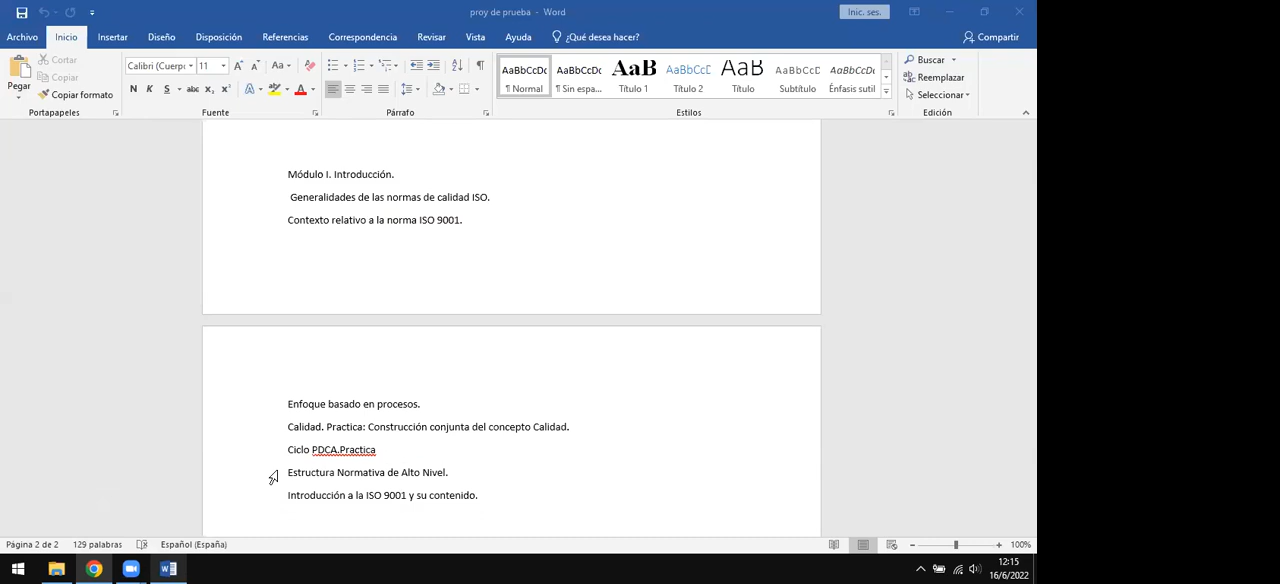 proy de prueba - Word
Inic. ses.
Archivo Inicio Insertar Diseño Disposición Referencias Correspondencia Revisar Vista Ayuda ¿Qué desea hacer? Compartir
Pegar
Cortar
Copiar
Copiar formato
Calibri (Cuerpo 11
Aa
N K S abc x₂ x² A A
AaBbCcDc AaBbCcDc AaB AaBbCcD AaB AaBbCcD AaBbCcDc
¶ Normal ¶ Sin espa... Título 1 Título 2 Título Subtítulo Énfasis sutil
Buscar
Reemplazar
Seleccionar
Portapapeles Fuente Párrafo Estilos Edición
Módulo I. Introducción.
Generalidades de las normas de calidad ISO.
Contexto relativo a la norma ISO 9001.
Enfoque basado en procesos.
Calidad. Practica: Construcción conjunta del concepto Calidad.
Ciclo PDCA.Practica
Estructura Normativa de Alto Nivel.
Introducción a la ISO 9001 y su contenido.
Página 2 de 2 129 palabras Español (España) 100%
12:15
16/6/2022